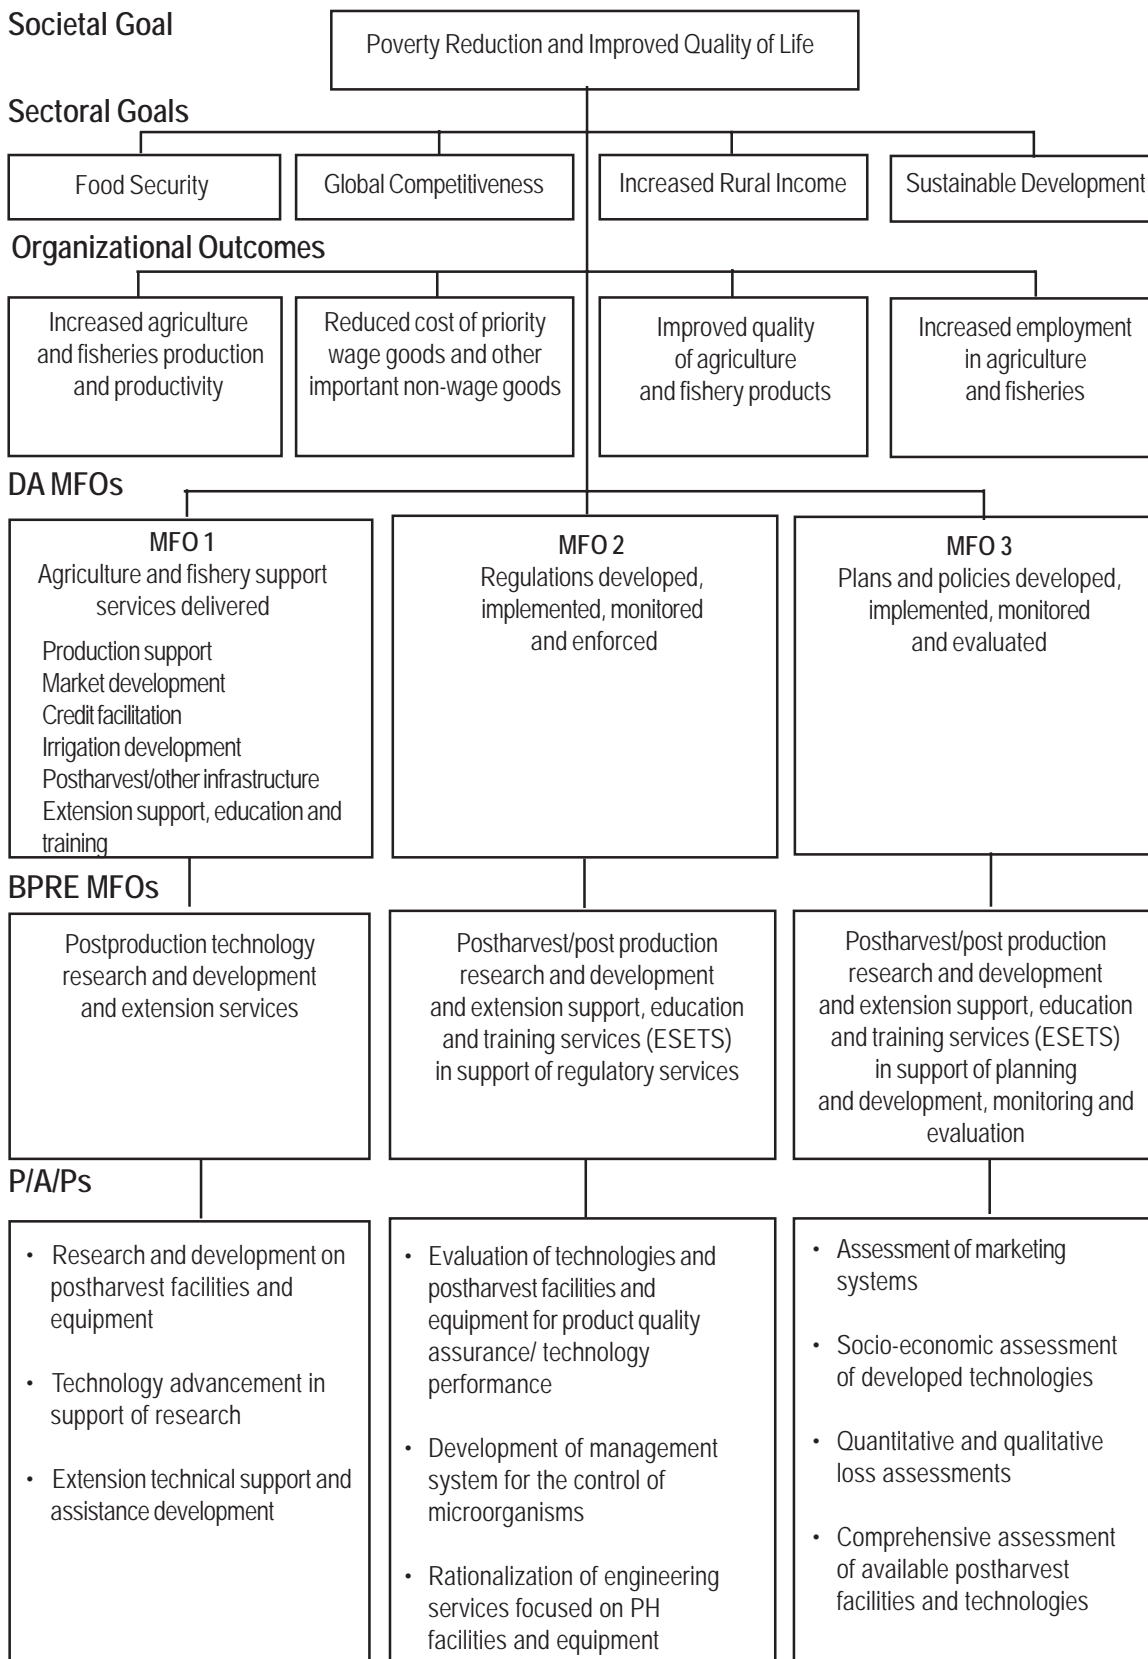 Societal Goal
Poverty Reduction and Improved Quality of Life
Sectoral Goals
Food Security
Global Competitiveness
Increased Rural Income
Sustainable Development
Organizational Outcomes
Increased agriculture
and fisheries production
and productivity
Reduced cost of priority
wage goods and other
important non-wage goods
Improved quality
of agriculture
and fishery products
Increased employment
in agriculture
and fisheries
DA MFOs
MFO 1
Agriculture and fishery support
services delivered
Production support
Market development
Credit facilitation
Irrigation development
Postharvest/other infrastructure
Extension support, education and
training
MFO 2
Regulations developed,
implemented, monitored
and enforced
MFO 3
Plans and policies developed,
implemented, monitored
and evaluated
BPRE MFOs
Postproduction technology
research and development
and extension services
Postharvest/post production
research and development
and extension support, education
and training services (ESETS)
in support of regulatory services
Postharvest/post production
research and development
and extension support, education
and training services (ESETS)
in support of planning
and development, monitoring and
evaluation
P/A/Ps
• Research and development on
postharvest facilities and
equipment
• Technology advancement in
support of research
• Extension technical support and
assistance development
• Evaluation of technologies and
postharvest facilities and
equipment for product quality
assurance/ technology
performance
• Development of management
system for the control of
microorganisms
• Rationalization of engineering
services focused on PH
facilities and equipment
• Assessment of marketing
systems
• Socio-economic assessment
of developed technologies
• Quantitative and qualitative
loss assessments
• Comprehensive assessment
of available postharvest
facilities and technologies